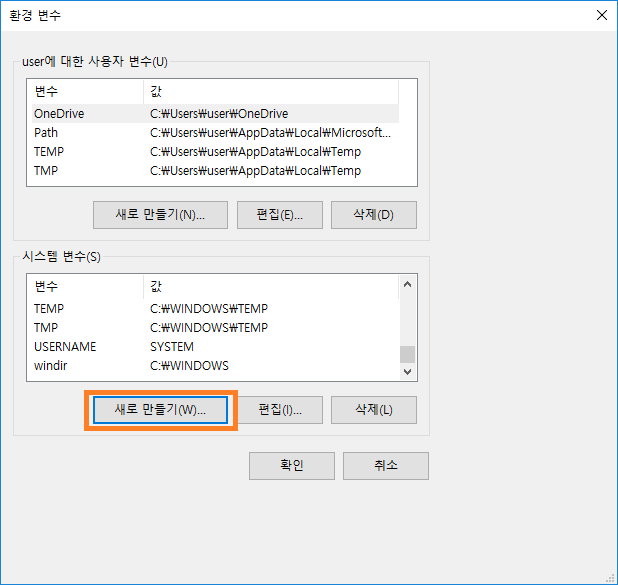 환경 변수
user에 대한 사용자 변수(U)
변수 값
OneDrive C:₩Users₩user₩OneDrive
Path C:₩Users₩user₩AppData₩Local₩Microsoft...
TEMP C:₩Users₩user₩AppData₩Local₩Temp
TMP C:₩Users₩user₩AppData₩Local₩Temp
새로 만들기(N)... 편집(E)... 삭제(D)
시스템 변수(S)
변수 값
TEMP C:₩WINDOWS₩TEMP
TMP C:₩WINDOWS₩TEMP
USERNAME SYSTEM
windir C:₩WINDOWS
새로 만들기(W)... 편집(I)... 삭제(L)
확인 취소